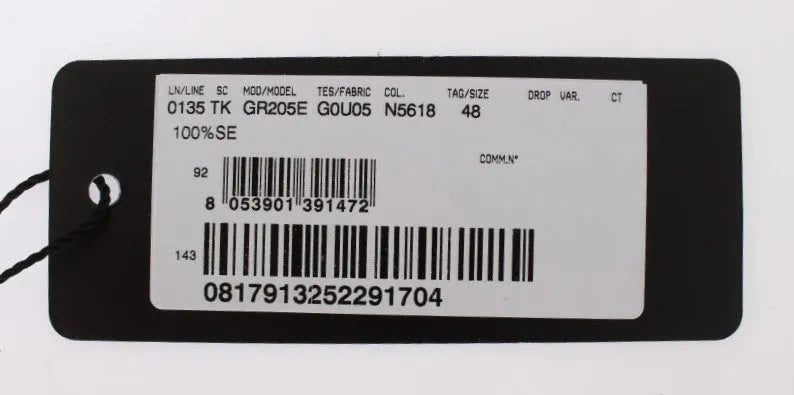 LN/LINE SC MOD/MODEL TES/FABRIC COL. TAG/SIZE DROP VAR. CT
0135 TK GR205E G0U05 N5618 48
100%SE
COMM.N°
92
8 053901 391472
143
0817913252291704